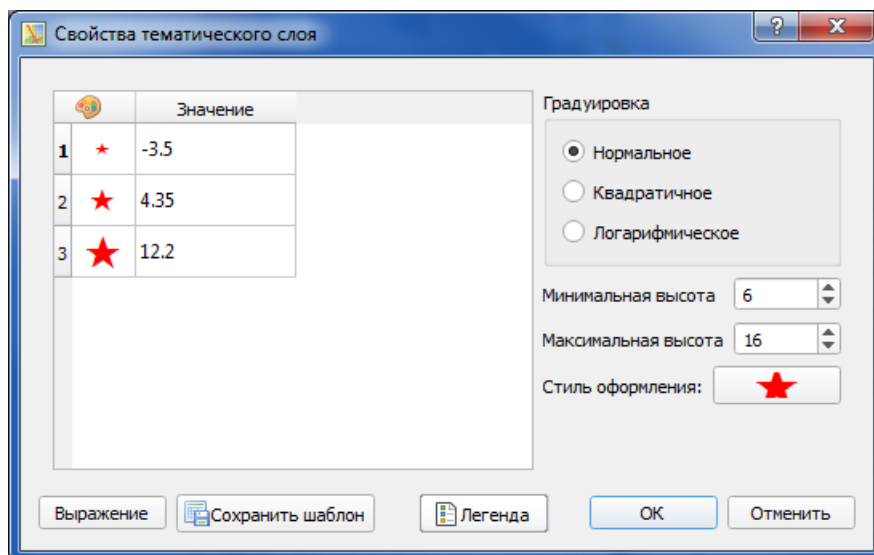 Свойства тематического слоя
?
X
Значение
1 -3.5
2 4.35
3 12.2
Градуировка
Нормальное
Квадратичное
Логарифмическое
Минимальная высота 6
Максимальная высота 16
Стиль оформления:
Выражение Сохранить шаблон Легенда ОК Отменить